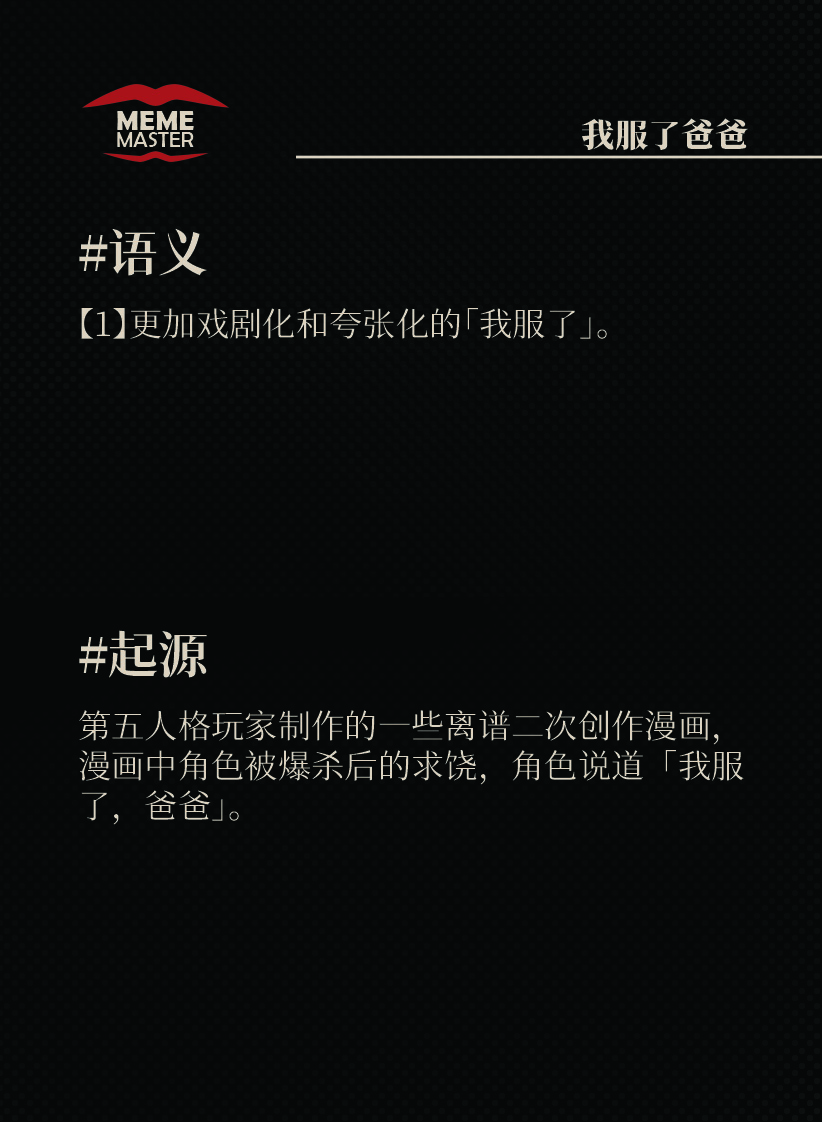 MEME
MASTER
我服了爸爸
#语义
【1】更加戏剧化和夸张化的「我服了」。
#起源
第五人格玩家制作的一些离谱二次创作漫画，
漫画中角色被爆杀后的求饶，角色说道「我服
了，爸爸」。